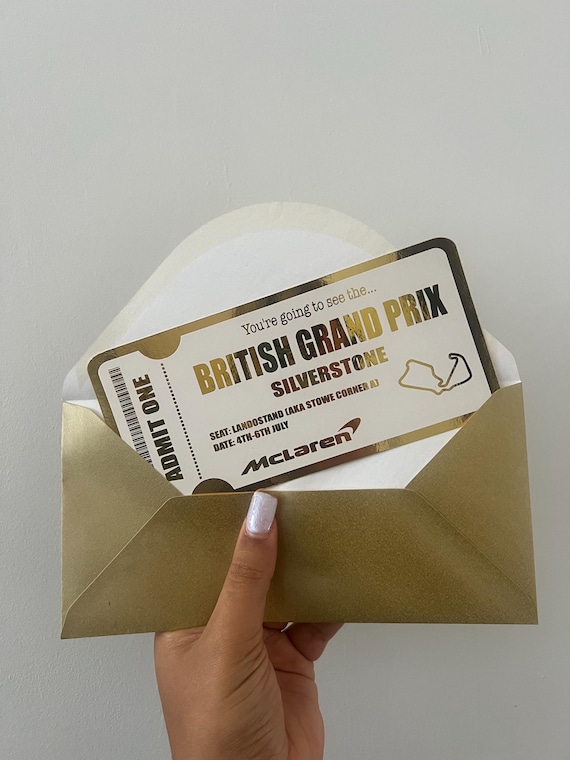 You're going to see the...
BRITISH GRAND PRIX
SILVERSTONE
SEAT: LANDOSTAND (AKA STOWE CORNER A)
DATE: 4TH-6TH JULY
McLaren
ADMIT ONE